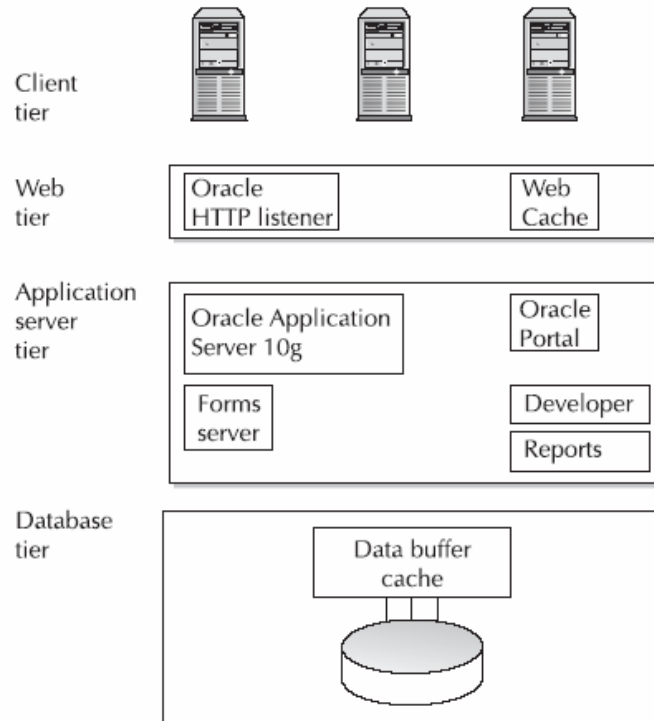 Client
tier
Web
tier
Oracle
HTTP listener
Web
Cache
Application
server
tier
Oracle Application
Server 10g
Oracle
Portal
Forms
server
Developer
Reports
Database
tier
Data buffer
cache